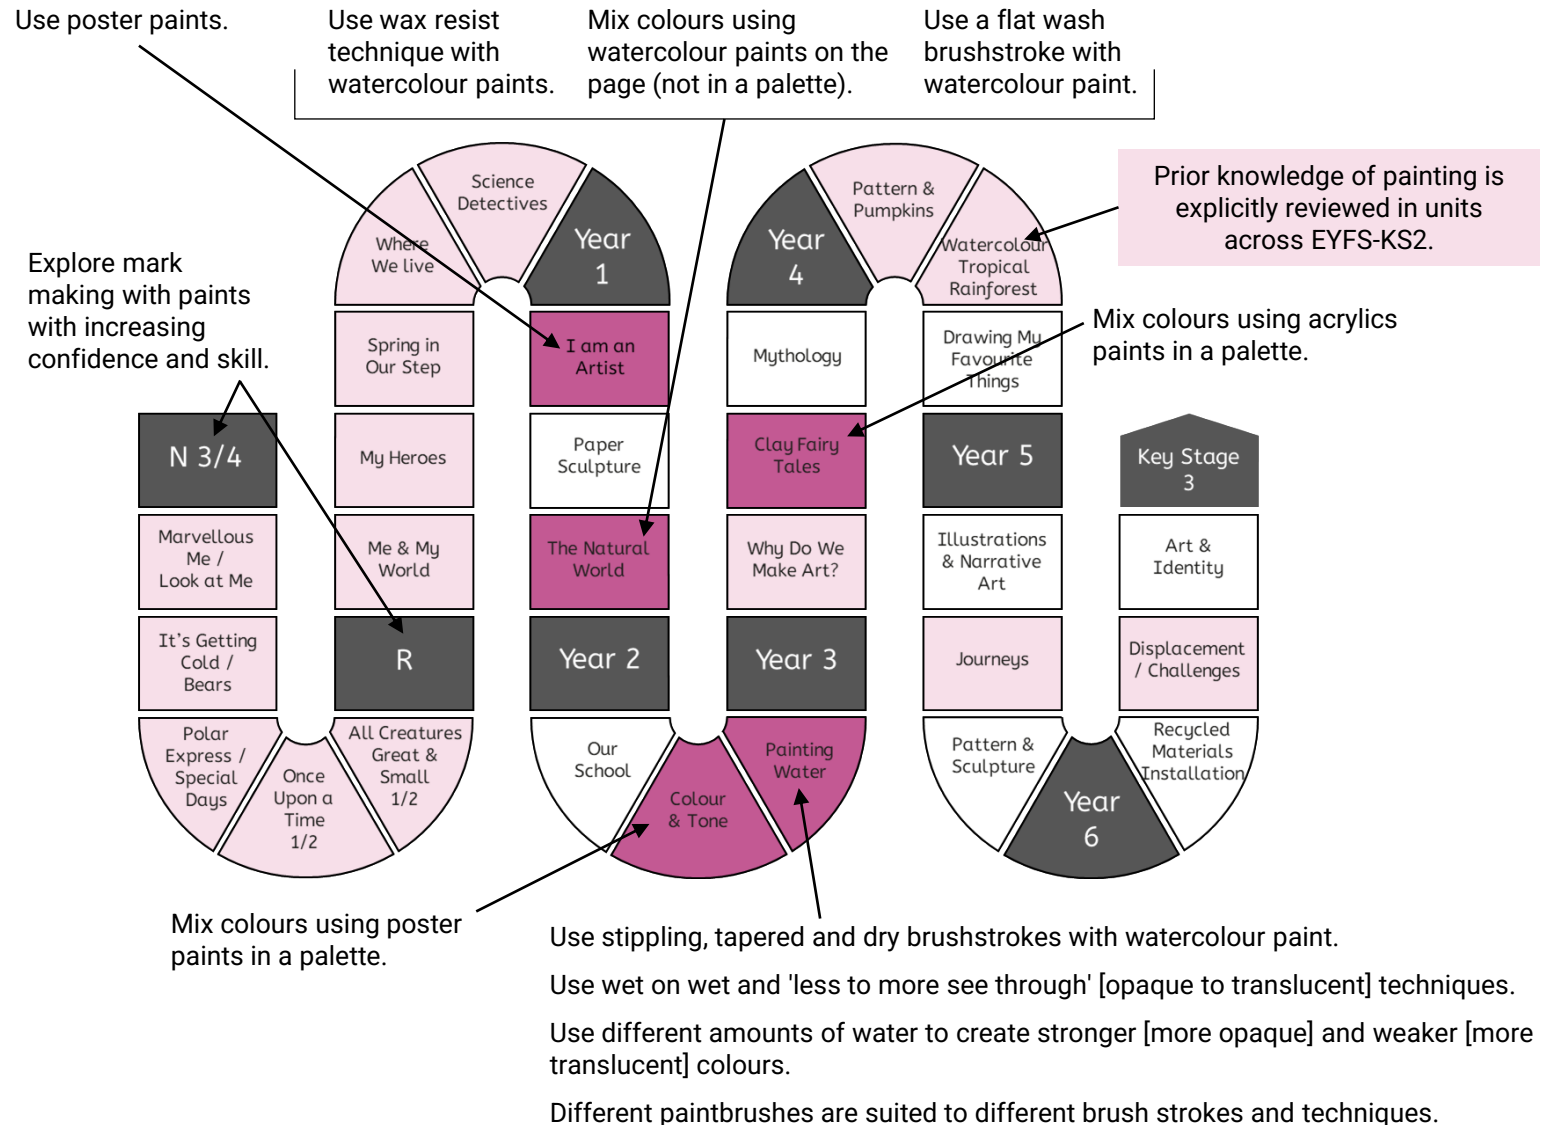 Use poster paints.
Use wax resist
technique with
watercolour paints.
Mix colours using
watercolour paints on the
page (not in a palette).
Use a flat wash
brushstroke with
watercolour paint.
Prior knowledge of painting is
explicitly reviewed in units
across EYFS-KS2.
Explore mark
making with paints
with increasing
confidence and skill.
Mix colours using acrylics
paints in a palette.
N 3/4
Marvellous
Me /
Look at Me
It's Getting
Cold /
Bears
Polar
Express /
Special
Days
Once
Upon a
Time
1/2
All Creatures
Great &
Small
1/2
R
Me & My
World
My Heroes
Spring in
Our Step
Where
We live
Science
Detectives
Year
1
I am an
Artist
Paper
Sculpture
The Natural
World
Year 2
Our
School
Colour
& Tone
Painting
Water
Year 3
Why Do We
Make Art?
Clay Fairy
Tales
Mythology
Year
4
Pattern &
Pumpkins
Watercolour
Tropical
Rainforest
Drawing My
Favourite
Things
Year 5
Illustrations
& Narrative
Art
Journeys
Pattern &
Sculpture
Year
6
Recycled
Materials
Installation
Displacement
/ Challenges
Art &
Identity
Key Stage
3
Mix colours using poster
paints in a palette.
Use stippling, tapered and dry brushstrokes with watercolour paint.
Use wet on wet and 'less to more see through' [opaque to translucent] techniques.
Use different amounts of water to create stronger [more opaque] and weaker [more
translucent] colours.
Different paintbrushes are suited to different brush strokes and techniques.